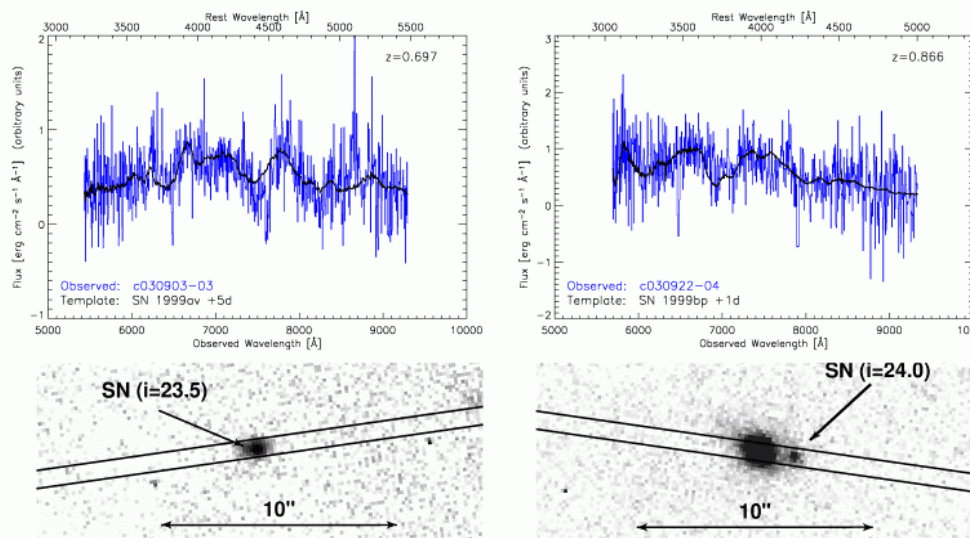 Rest Wavelength [Å]
3200 3500 4000 4500 5000 5500
z=0.697
Flux [erg cm⁻² s⁻¹ Å⁻¹] (arbitrary units)
2
1
0
-1
Observed: c030903-03
Template: SN 1999av +5d
5000 6000 7000 8000 9000 10000
Observed Wavelength [Å]
Rest Wavelength [Å]
3000 3500 4000 4500 5000
z=0.866
Flux [erg cm⁻² s⁻¹ Å⁻¹] (arbitrary units)
3
2
1
0
-1
-2
Observed: c030922-04
Template: SN 1999bp +1d
5000 6000 7000 8000 9000
Observed Wavelength [Å]
SN (i=23.5)
10"
SN (i=24.0)
10"